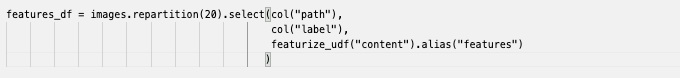 features_df = images.repartition(20).select(col("path"),
col("label"),
featurize_udf("content").alias("features")
)